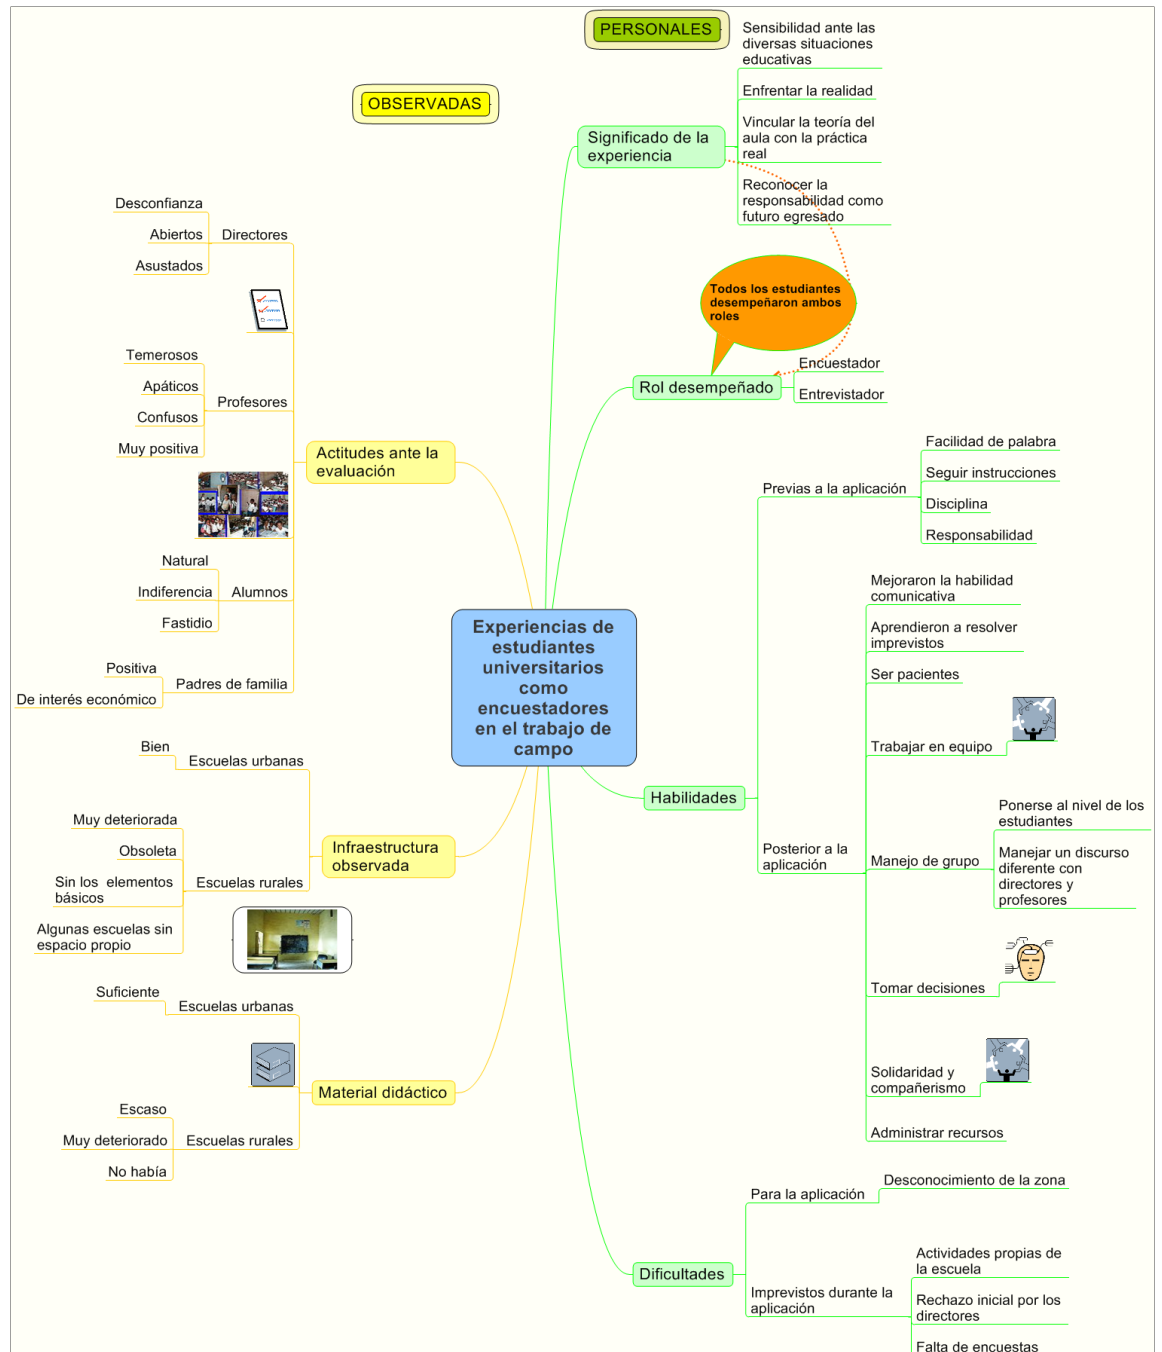 PERSONALES
OBSERVADAS
Sensibilidad ante las
diversas situaciones
educativas
Enfrentar la realidad
Vincular la teoría del
aula con la práctica
real
Reconocer la
responsabilidad como
futuro egresado
Significado de la
experiencia
Todos los estudiantes
desempeñaron ambos
roles
Rol desempeñado
Encuestador
Entrevistador
Desconfianza
Abiertos
Asustados
Directores
Temerosos
Apáticos
Confusos
Muy positiva
Profesores
Actitudes ante la
evaluación
Natural
Indiferencia
Fastidio
Alumnos
Positiva
De interés económico
Padres de familia
Experiencias de
estudiantes
universitarios
como
encuestadores
en el trabajo de
campo
Previas a la aplicación
Facilidad de palabra
Seguir instrucciones
Disciplina
Responsabilidad
Habilidades
Posterior a la
aplicación
Mejoraron la habilidad
comunicativa
Aprendieron a resolver
imprevistos
Ser pacientes
Trabajar en equipo
Manejo de grupo
Ponerse al nivel de los
estudiantes
Manejar un discurso
diferente con
directores y
profesores
Tomar decisiones
Solidaridad y
compañerismo
Administrar recursos
Bien
Escuelas urbanas
Muy deteriorada
Obsoleta
Sin los  elementos
básicos
Algunas escuelas sin
espacio propio
Escuelas rurales
Infraestructura
observada
Suficiente
Escuelas urbanas
Material didáctico
Escaso
Muy deteriorado
No había
Escuelas rurales
Dificultades
Para la aplicación
Desconocimiento de la zona
Imprevistos durante la
aplicación
Actividades propias de
la escuela
Rechazo inicial por los
directores
Falta de encuestas